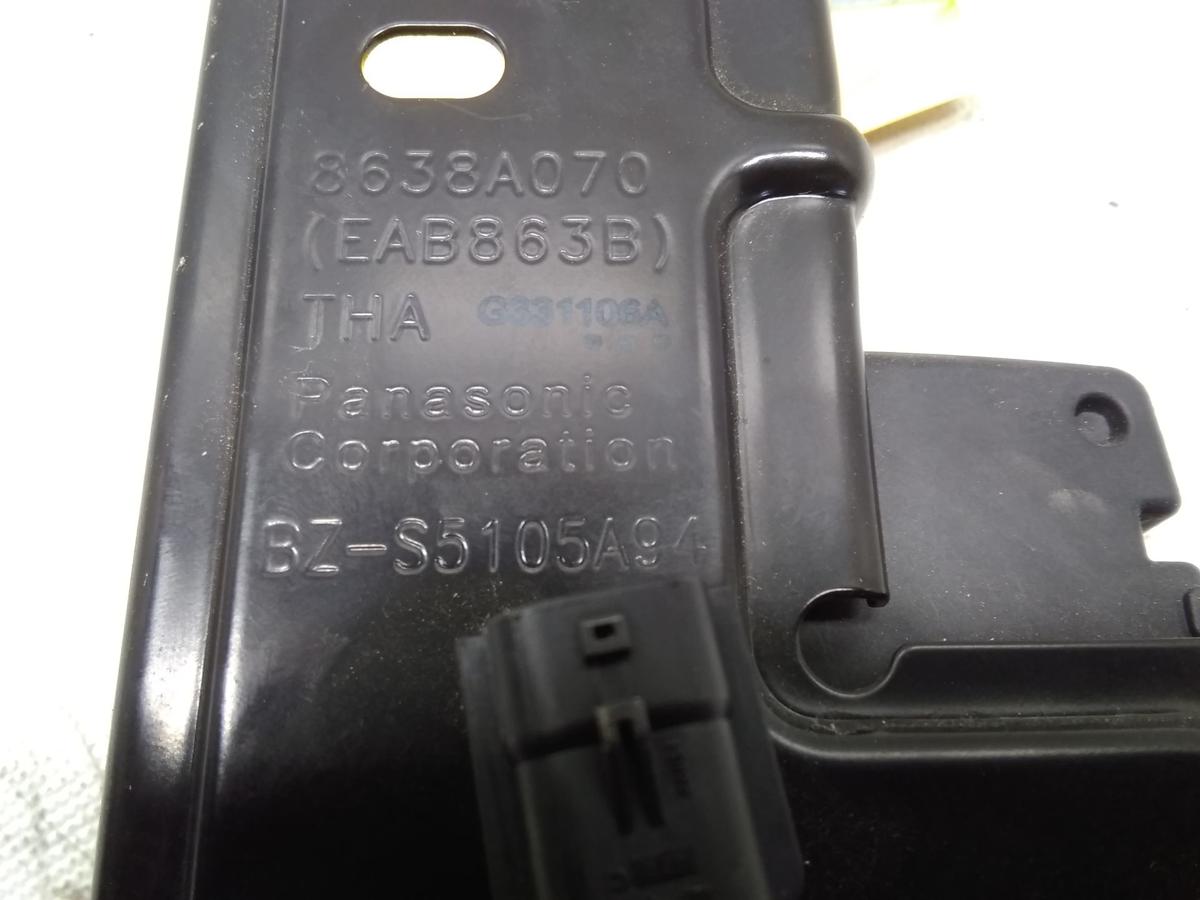 8638A070
(EAB863B)
THA G331106A
Panasonic
Corporation
BZ-S5105A94